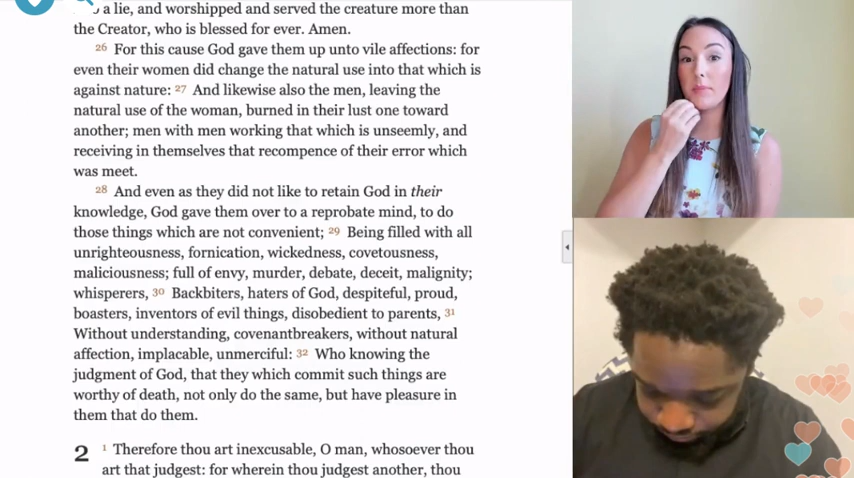 a lie, and worshipped and served the creature more than
the Creator, who is blessed for ever. Amen.
26 For this cause God gave them up unto vile affections: for
even their women did change the natural use into that which is
against nature: 27 And likewise also the men, leaving the
natural use of the woman, burned in their lust one toward
another; men with men working that which is unseemly, and
receiving in themselves that recompence of their error which
was meet.
28 And even as they did not like to retain God in their
knowledge, God gave them over to a reprobate mind, to do
those things which are not convenient; 29 Being filled with all
unrighteousness, fornication, wickedness, covetousness,
maliciousness; full of envy, murder, debate, deceit, malignity;
whisperers, 30 Backbiters, haters of God, despiteful, proud,
boasters, inventors of evil things, disobedient to parents, 31
Without understanding, covenantbreakers, without natural
affection, implacable, unmerciful: 32 Who knowing the
judgment of God, that they which commit such things are
worthy of death, not only do the same, but have pleasure in
them that do them.
2 1 Therefore thou art inexcusable, O man, whosoever thou
art that judgest: for wherein thou judgest another, thou